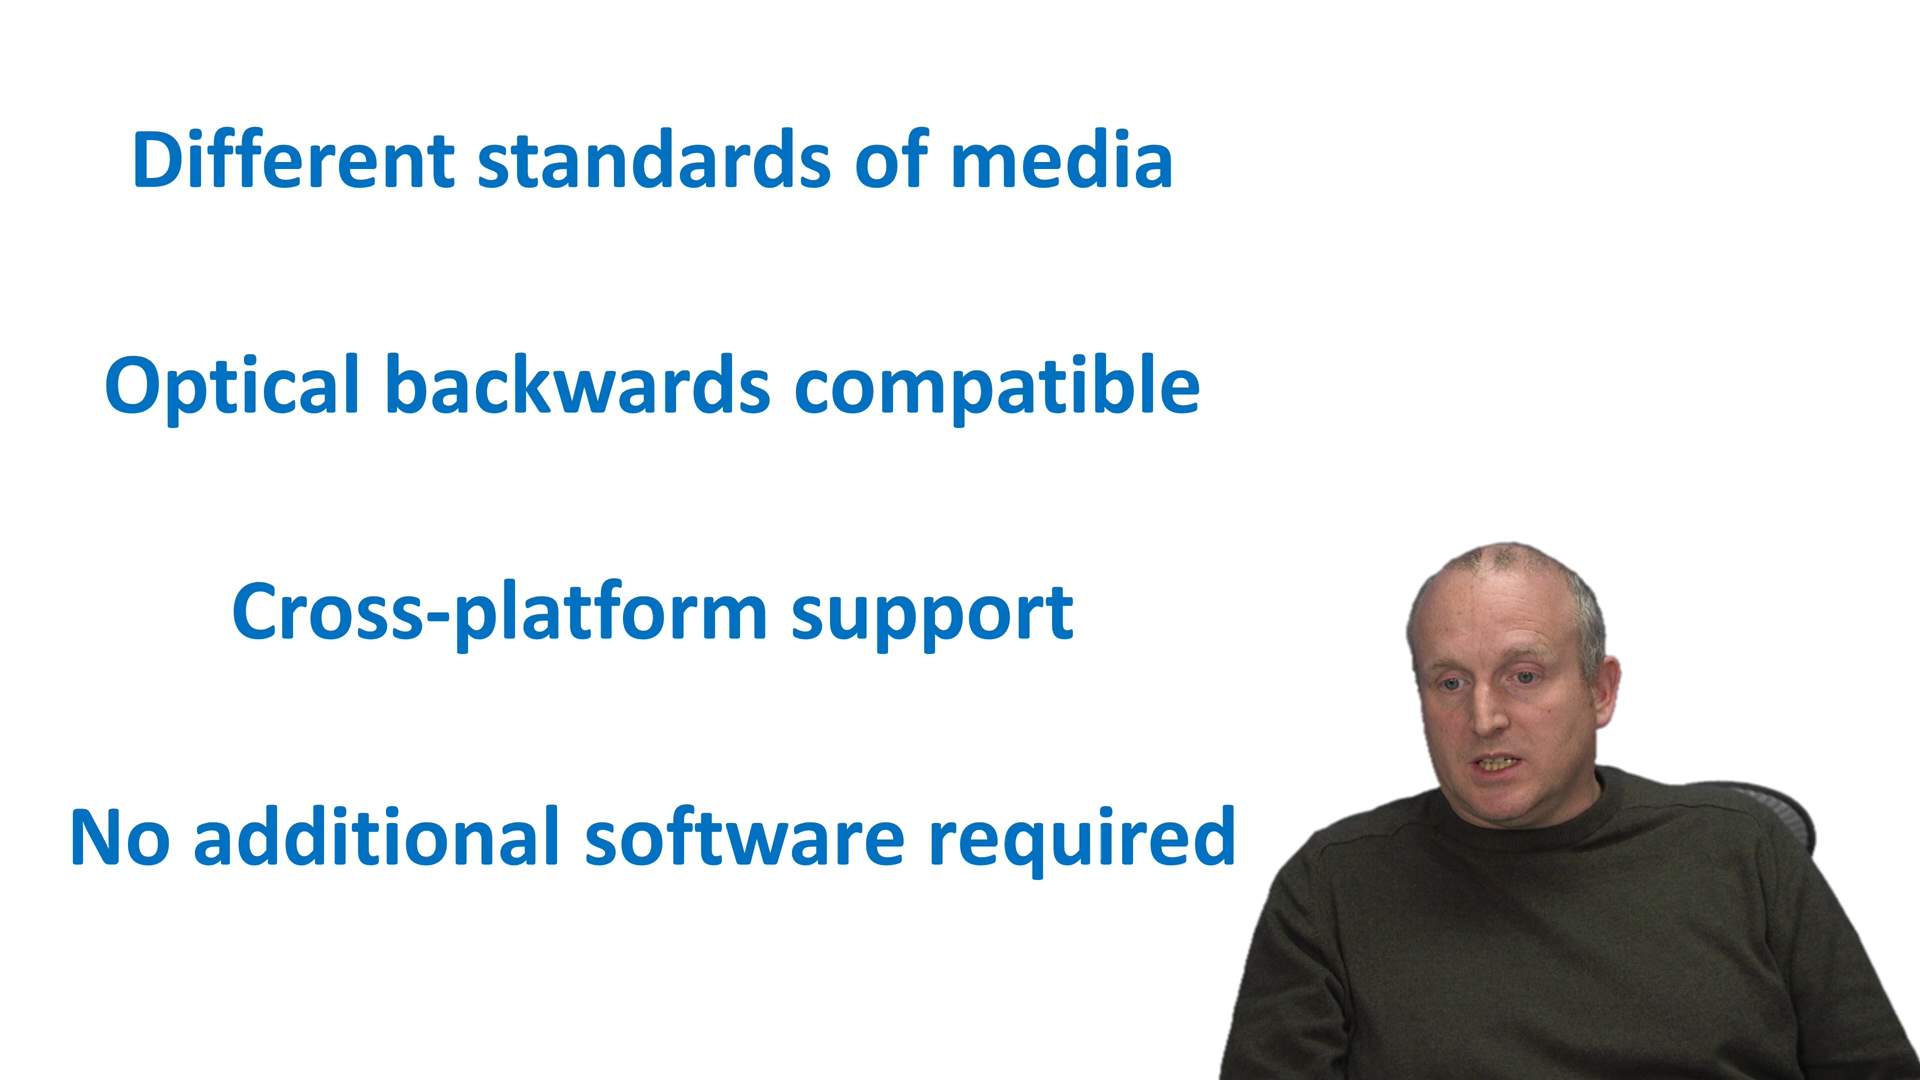 Different standards of media
Optical backwards compatible
Cross-platform support
No additional software required